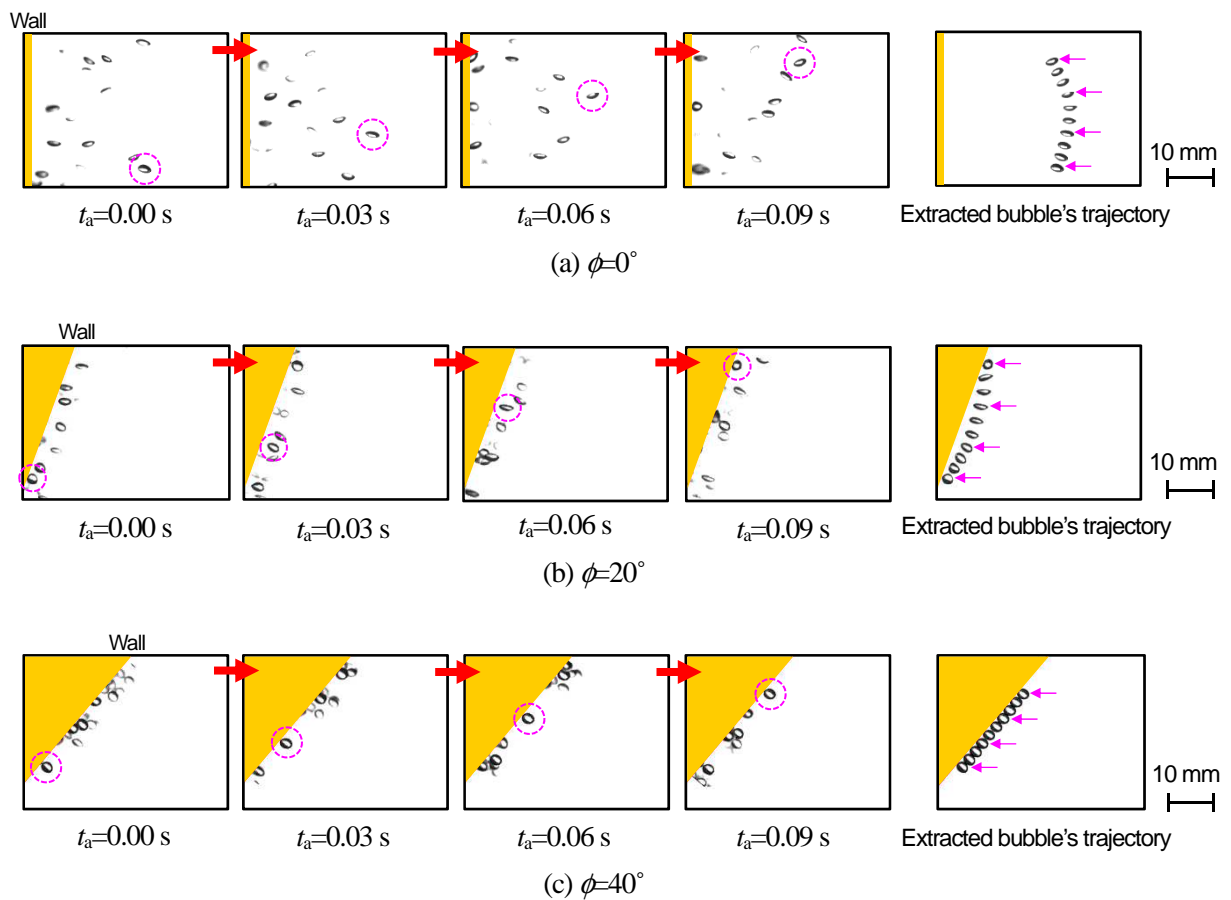 Wall
10 mm
tₐ=0.00 s
tₐ=0.03 s
tₐ=0.06 s
tₐ=0.09 s
Extracted bubble's trajectory
(a) ϕ=0°
Wall
10 mm
tₐ=0.00 s
tₐ=0.03 s
tₐ=0.06 s
tₐ=0.09 s
Extracted bubble's trajectory
(b) ϕ=20°
Wall
10 mm
tₐ=0.00 s
tₐ=0.03 s
tₐ=0.06 s
tₐ=0.09 s
Extracted bubble's trajectory
(c) ϕ=40°